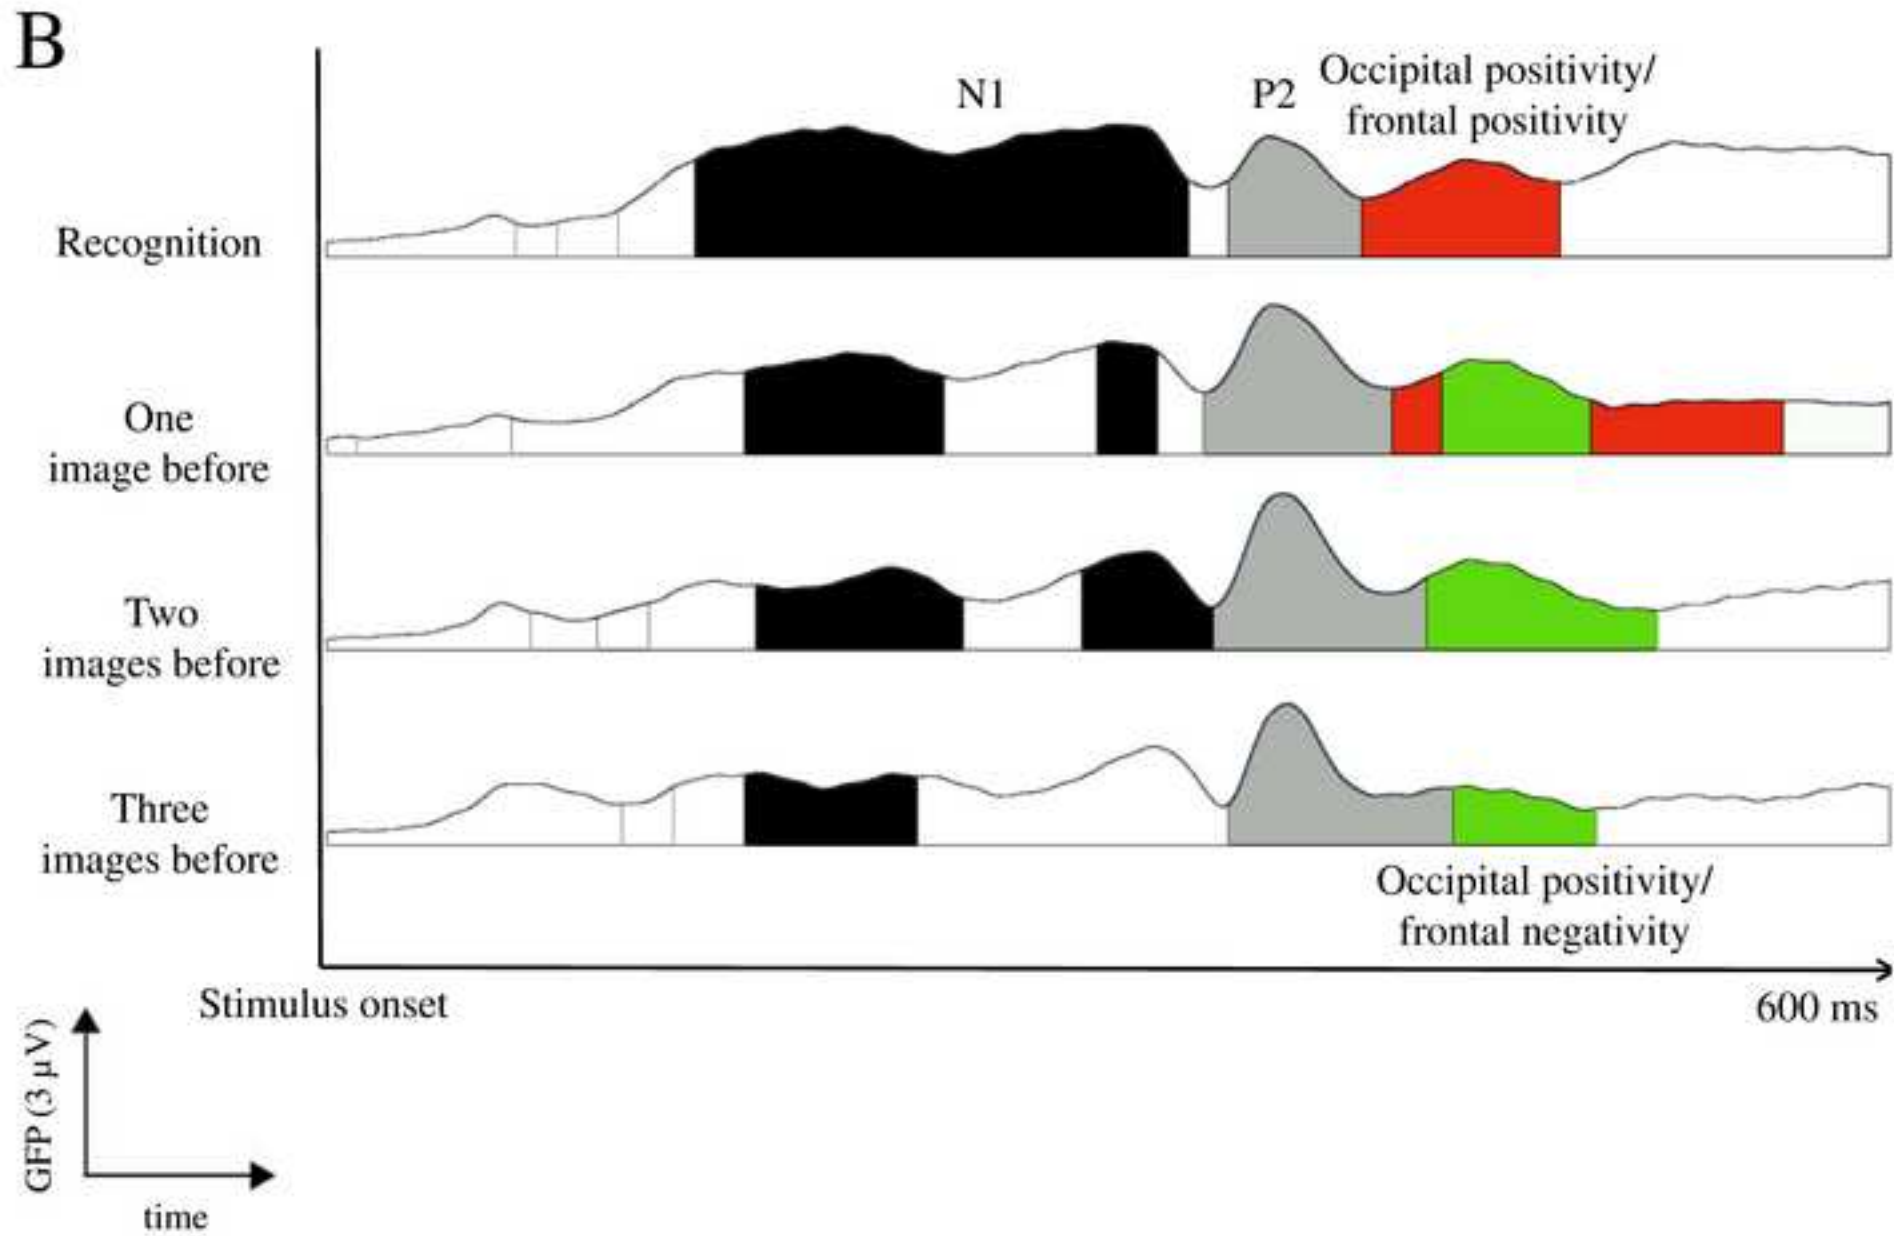 B
N1
P2
Occipital positivity/
frontal positivity
Recognition
One
image before
Two
images before
Three
images before
Occipital positivity/
frontal negativity
Stimulus onset
600 ms
GFP (3 µV)
time